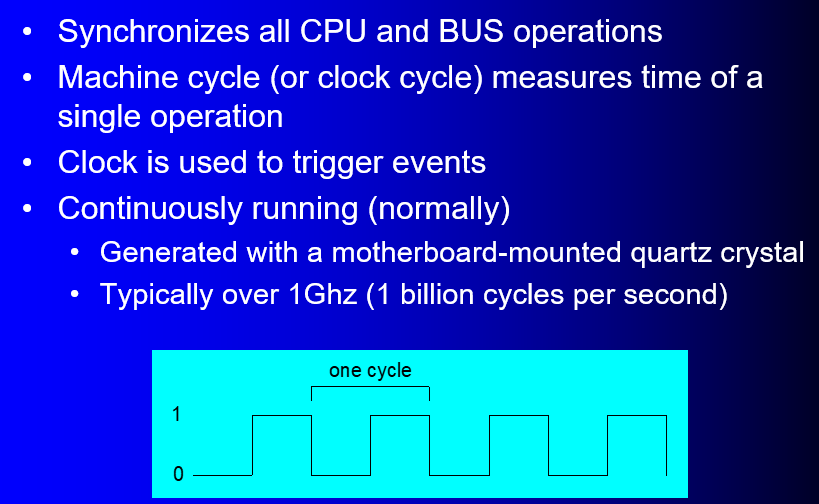 • Synchronizes all CPU and BUS operations
• Machine cycle (or clock cycle) measures time of a
single operation
• Clock is used to trigger events
• Continuously running (normally)
• Generated with a motherboard-mounted quartz crystal
• Typically over 1Ghz (1 billion cycles per second)
one cycle
1
0